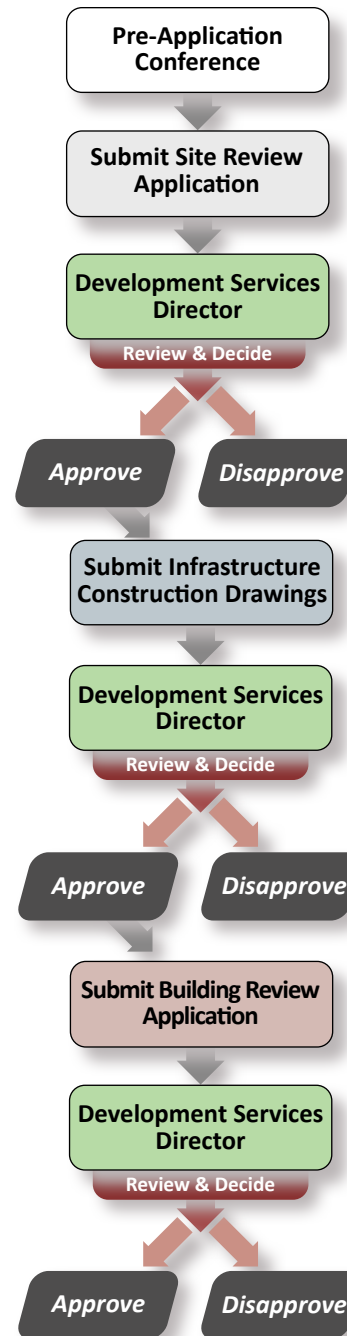 Pre-Application
Conference
Submit Site Review
Application
Development Services
Director
Review & Decide
Approve
Disapprove
Submit Infrastructure
Construction Drawings
Development Services
Director
Review & Decide
Approve
Disapprove
Submit Building Review
Application
Development Services
Director
Review & Decide
Approve
Disapprove